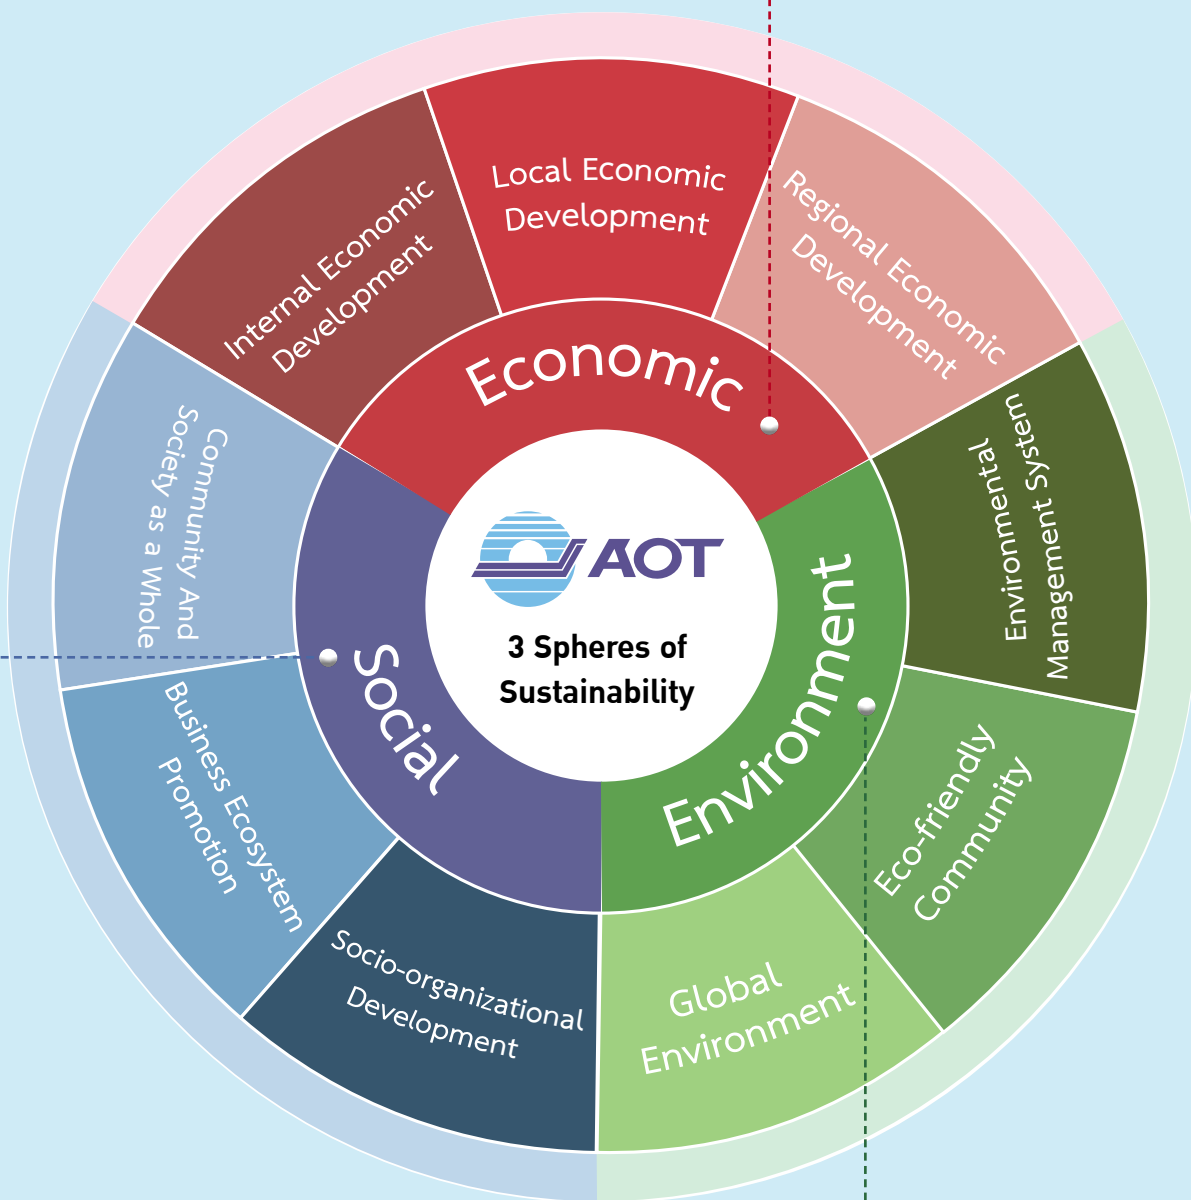 AOT
3 Spheres of
Sustainability
Economic
Internal Economic
Development
Local Economic
Development
Regional Economic
Development
Environment
Environmental
Management System
Eco-friendly
Community
Global
Environment
Social
Socio-organizational
Development
Business Ecosystem
Promotion
Community And
Society as a Whole